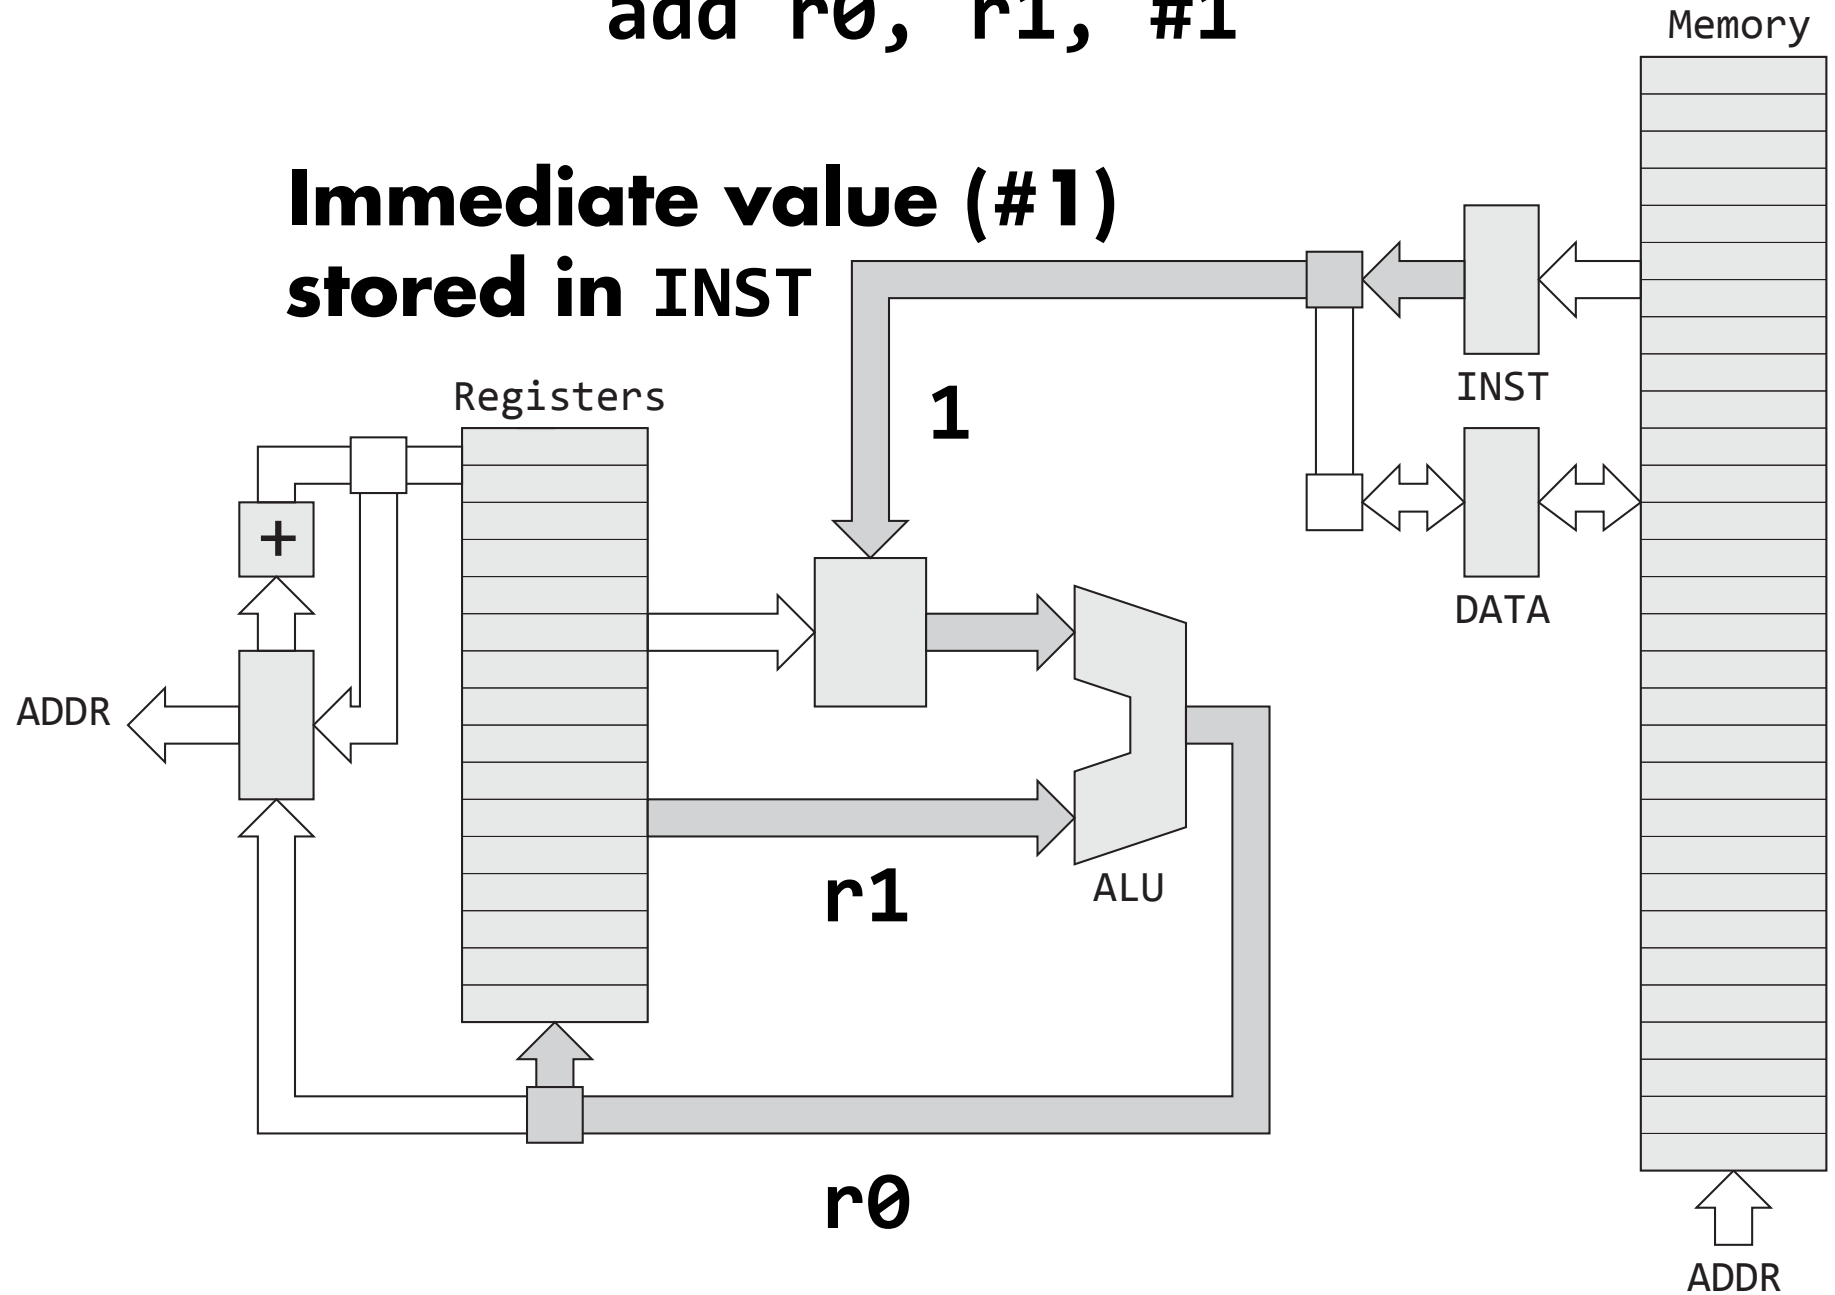 add r0, r1, #1
Memory
Immediate value (#1)
stored in INST
INST
Registers
1
+
DATA
ADDR
r1
ALU
r0
ADDR